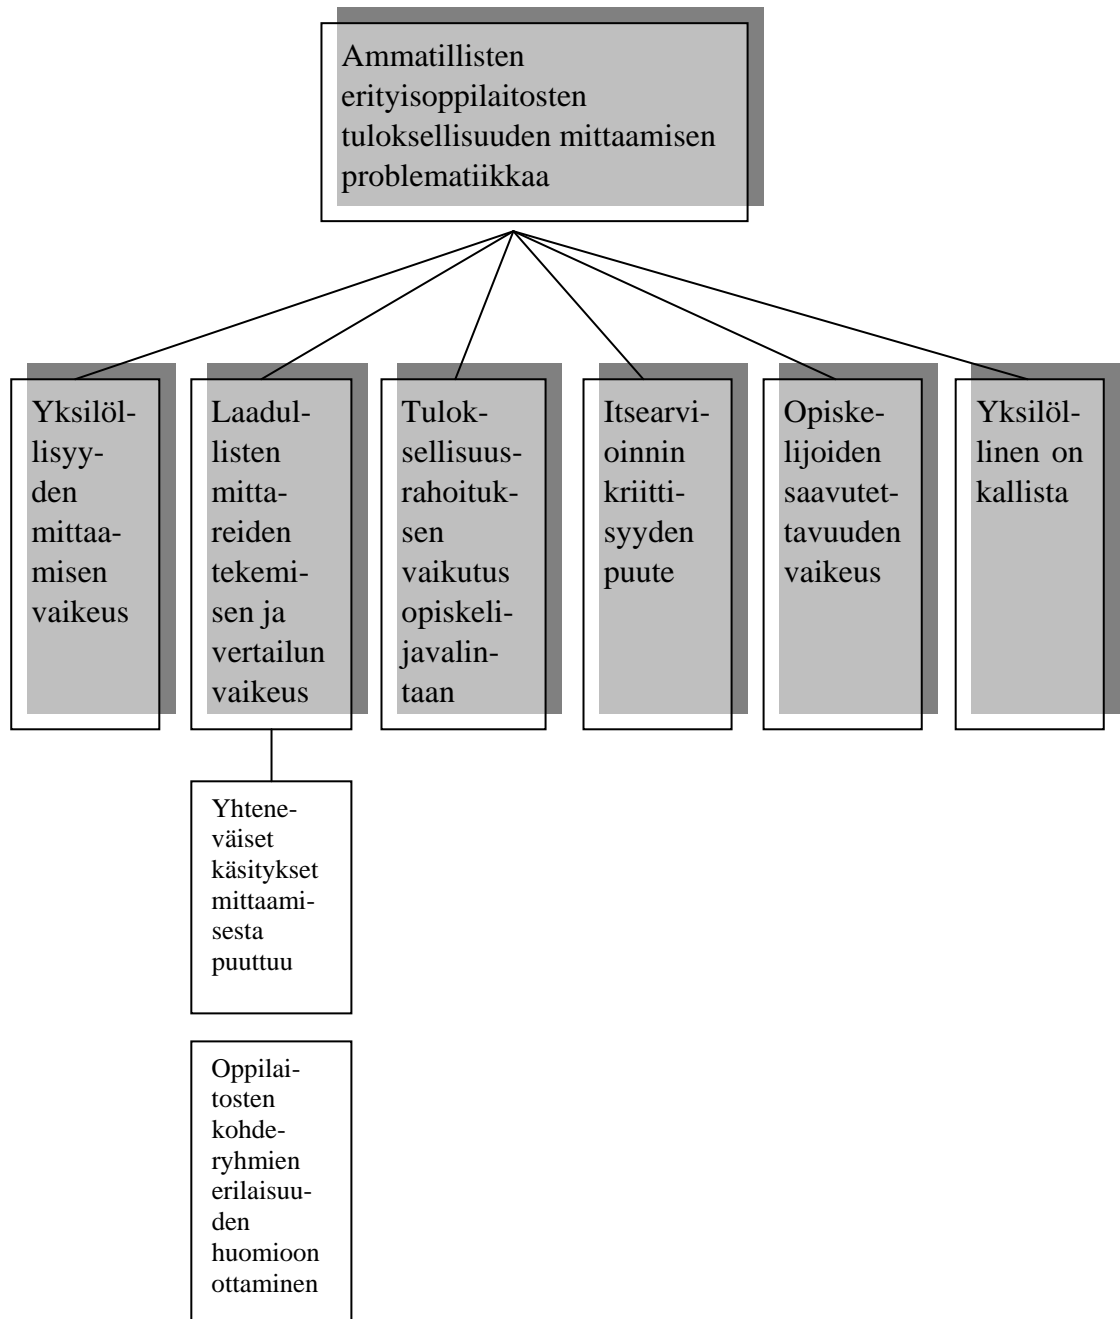 Ammatillisten
erityisoppilaitosten
tuloksellisuuden mittaamisen
problematiikkaa
Yksilöl-
lisyy-
den
mittaa-
misen
vaikeus
Laadul-
listen
mitta-
reiden
tekemi-
sen ja
vertailun
vaikeus
Tulok-
sellisuus-
rahoituk-
sen
vaikutus
opiskeli-
javalin-
taan
Itsearvi-
oinnin
kriitti-
syyden
puute
Opiske-
lijoiden
saavutet-
tavuuden
vaikeus
Yksilöl-
linen on
kallista
Yhtene-
väiset
käsitykset
mittaami-
sesta
puuttuu
Oppilai-
tosten
kohde-
ryhmien
erilaisuu-
den
huomioon
ottaminen